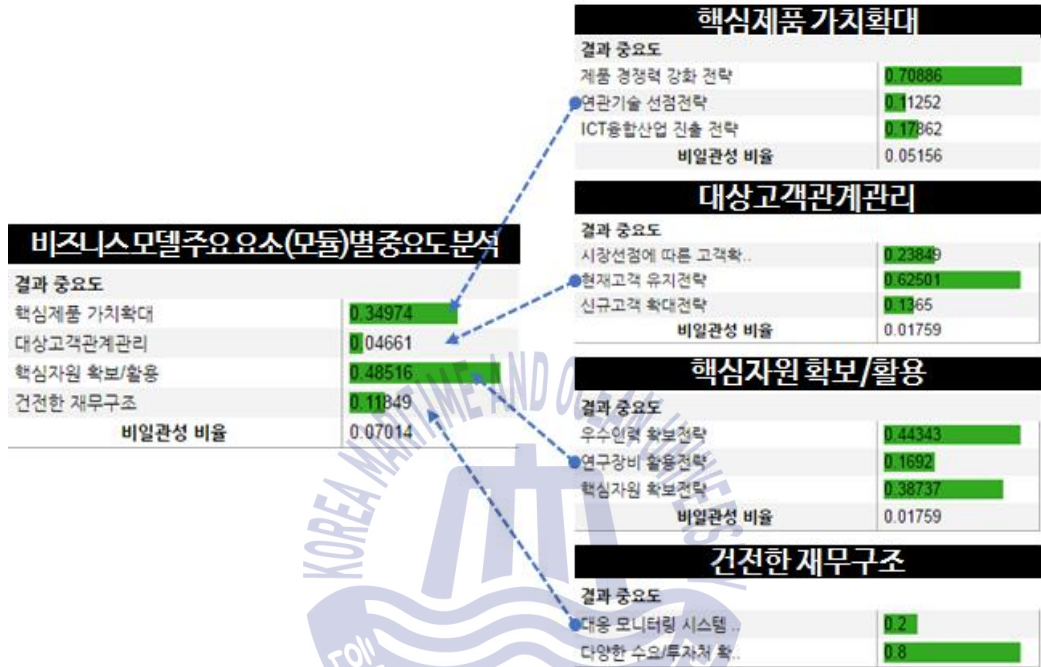 비즈니스 모델 주요 요소(모듈)별 중요도 분석
결과 중요도
핵심제품 가치확대 0.34974
대상고객관계관리 0.04661
핵심자원 확보/활용 0.48516
건전한 재무구조 0.11849
비일관성 비율 0.07014
핵심제품 가치확대
결과 중요도
제품 경쟁력 강화 전략 0.70886
연관기술 선점전략 0.11252
ICT융합산업 진출 전략 0.17862
비일관성 비율 0.05156
대상고객관계관리
결과 중요도
시장선점에 따른 고객확.. 0.23849
현재고객 유지전략 0.62501
신규고객 확대전략 0.1365
비일관성 비율 0.01759
핵심자원 확보/활용
결과 중요도
우수인력 확보전략 0.44343
연구장비 활용전략 0.1692
핵심자원 확보전략 0.38737
비일관성 비율 0.01759
건전한 재무구조
결과 중요도
대응 모니터링 시스템 .. 0.2
다양한 수요/투자처 확.. 0.8
KOREA MARITIME AND OCEAN